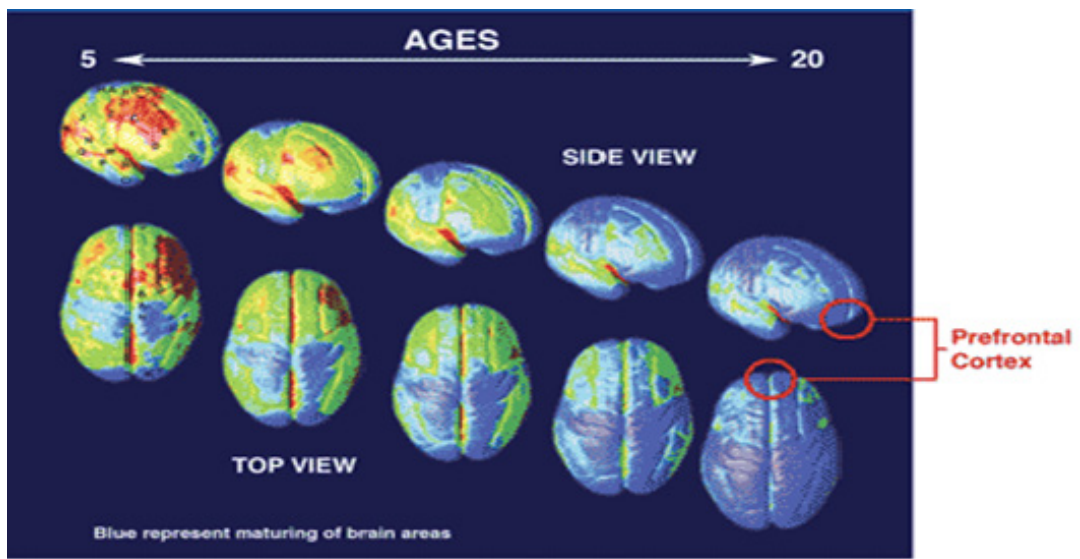 AGES
5 20
SIDE VIEW
Prefrontal
Cortex
TOP VIEW
Blue represent maturing of brain areas